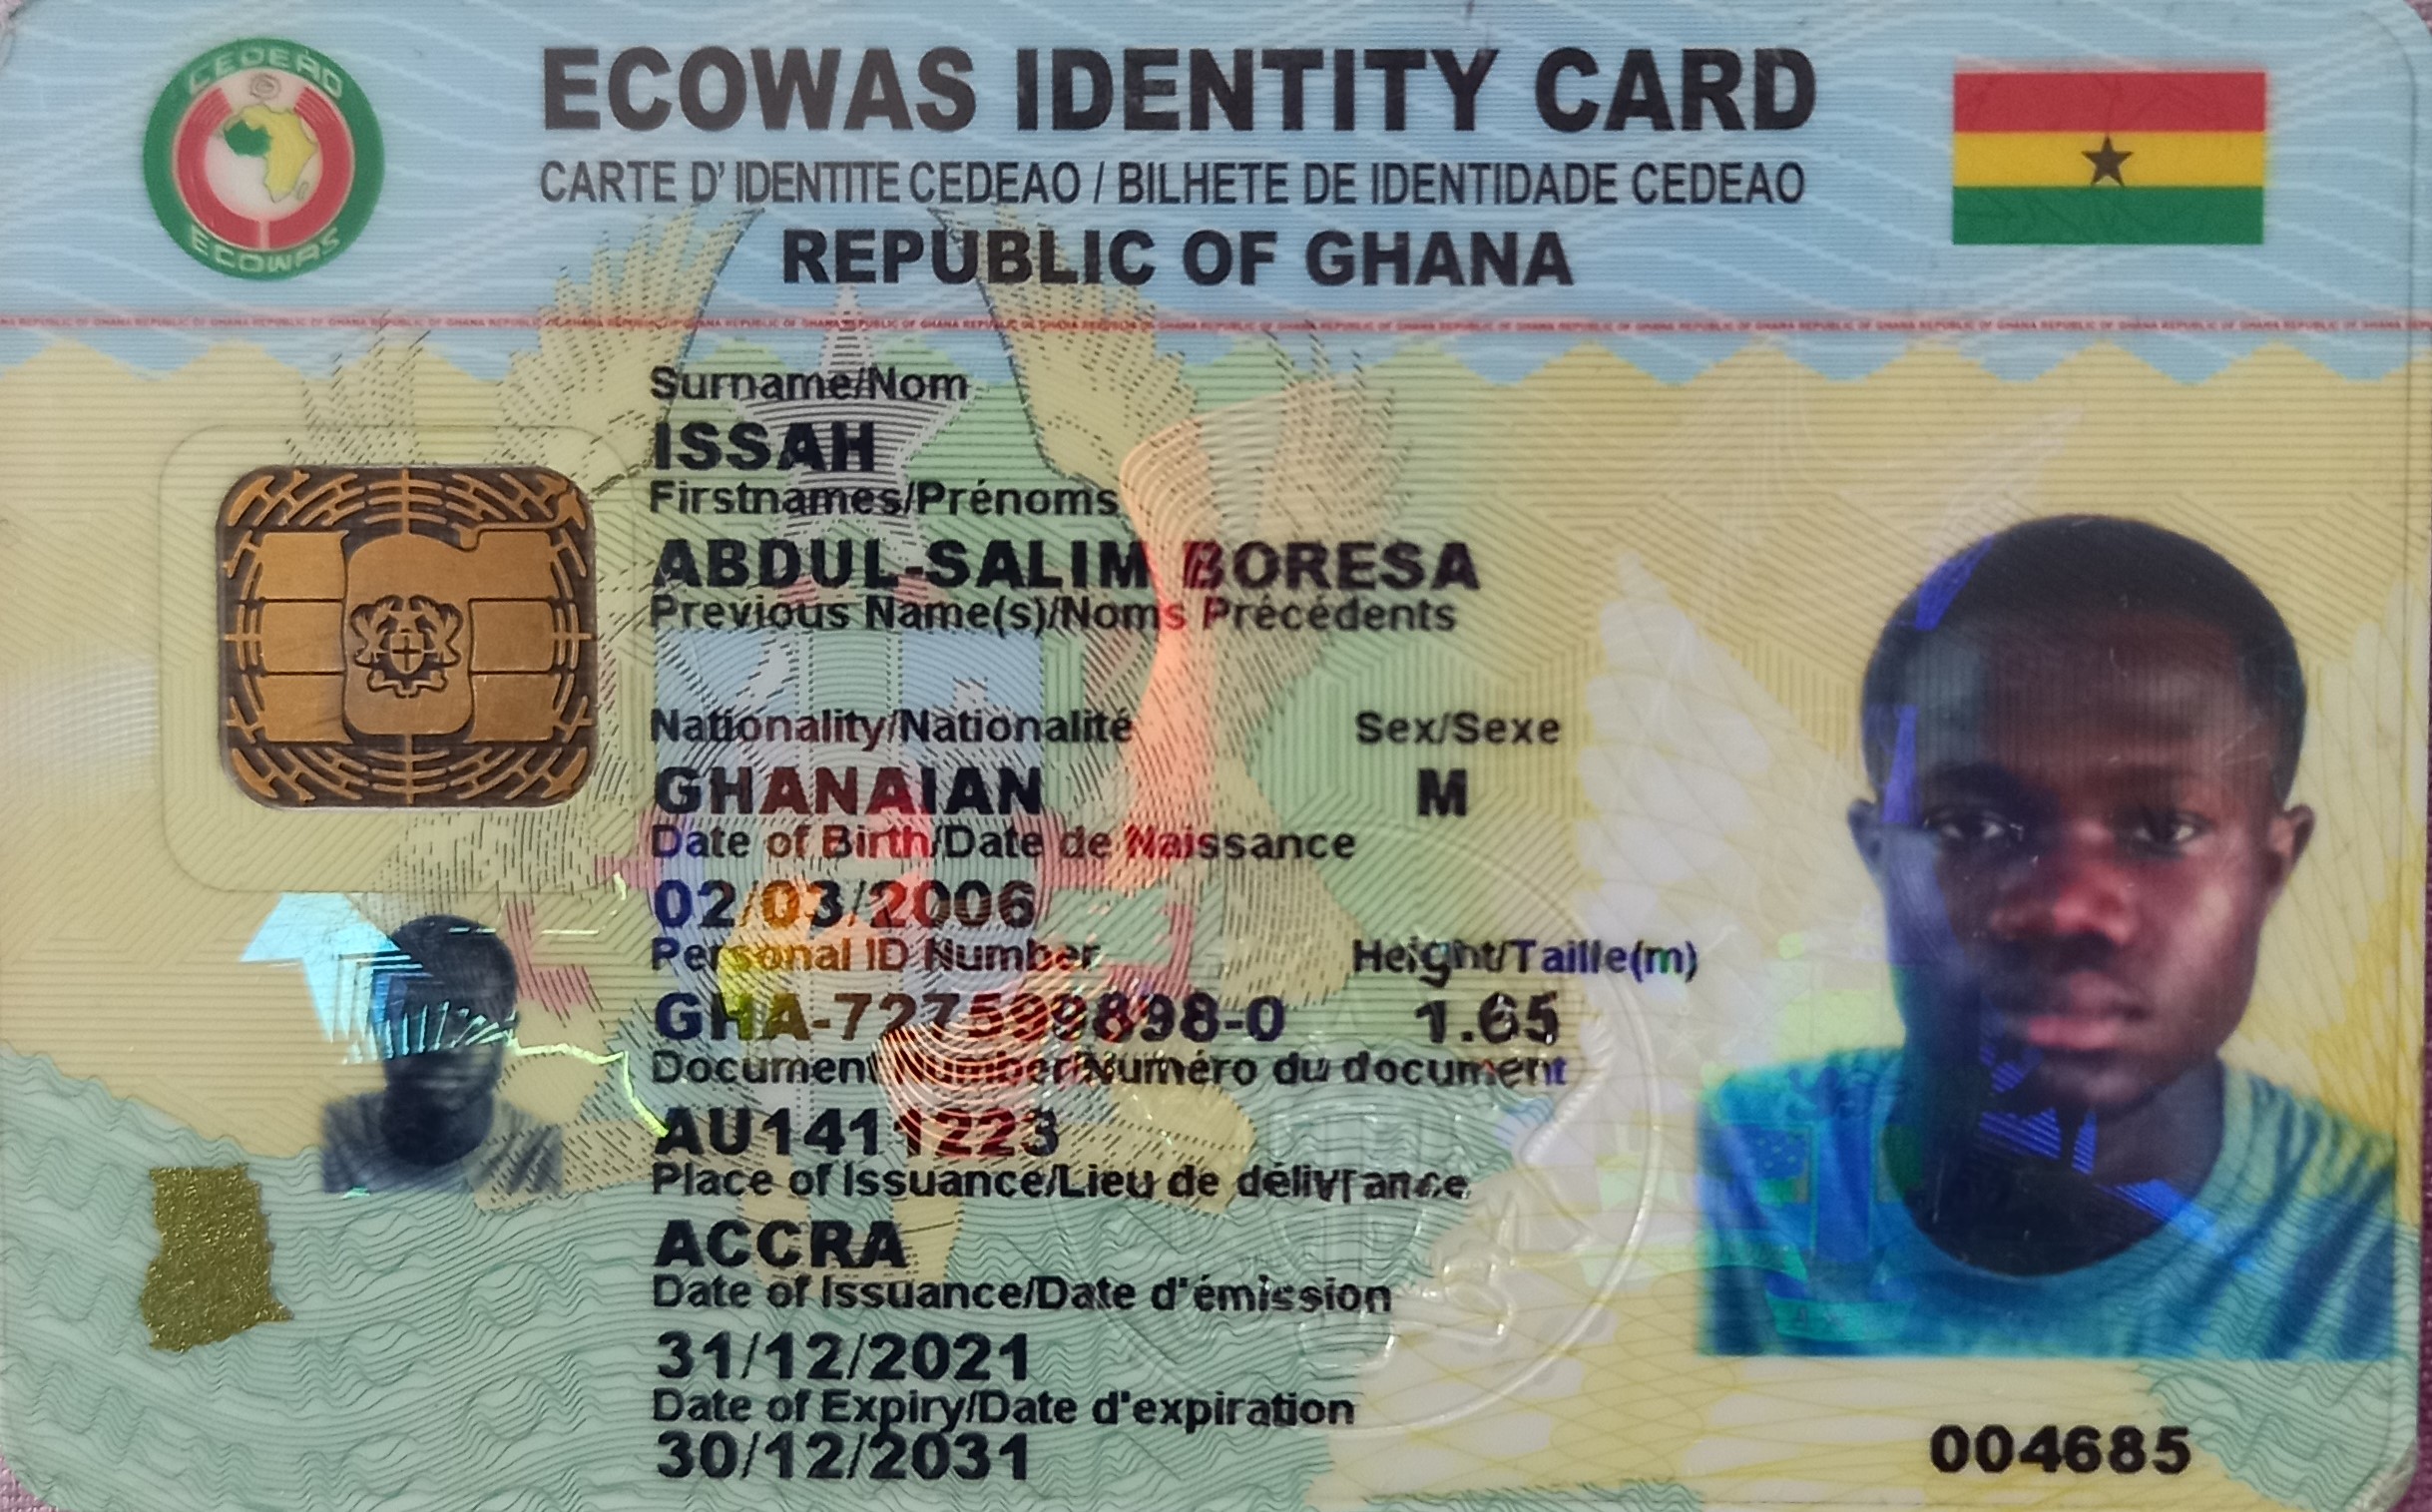 CEDEAO
ECOWAS
ECOWAS IDENTITY CARD
CARTE D' IDENTITE CEDEAO / BILHETE DE IDENTIDADE CEDEAO
REPUBLIC OF GHANA
Surname/Nom
ISSAH
Firstnames/Prénoms
ABDUL-SALIM BORESA
Previous Name(s)/Noms Précédents
Nationality/Nationalité Sex/Sexe
GHANAIAN M
Date of Birth/Date de Naissance
02/03/2006
Personal ID Number Height/Taille(m)
GHA-727599898-0 1.65
Document Number/Numéro du document
AU1411223
Place of Issuance/Lieu de délivrance
ACCRA
Date of Issuance/Date d'émission
31/12/2021
Date of Expiry/Date d'expiration
30/12/2031
004685